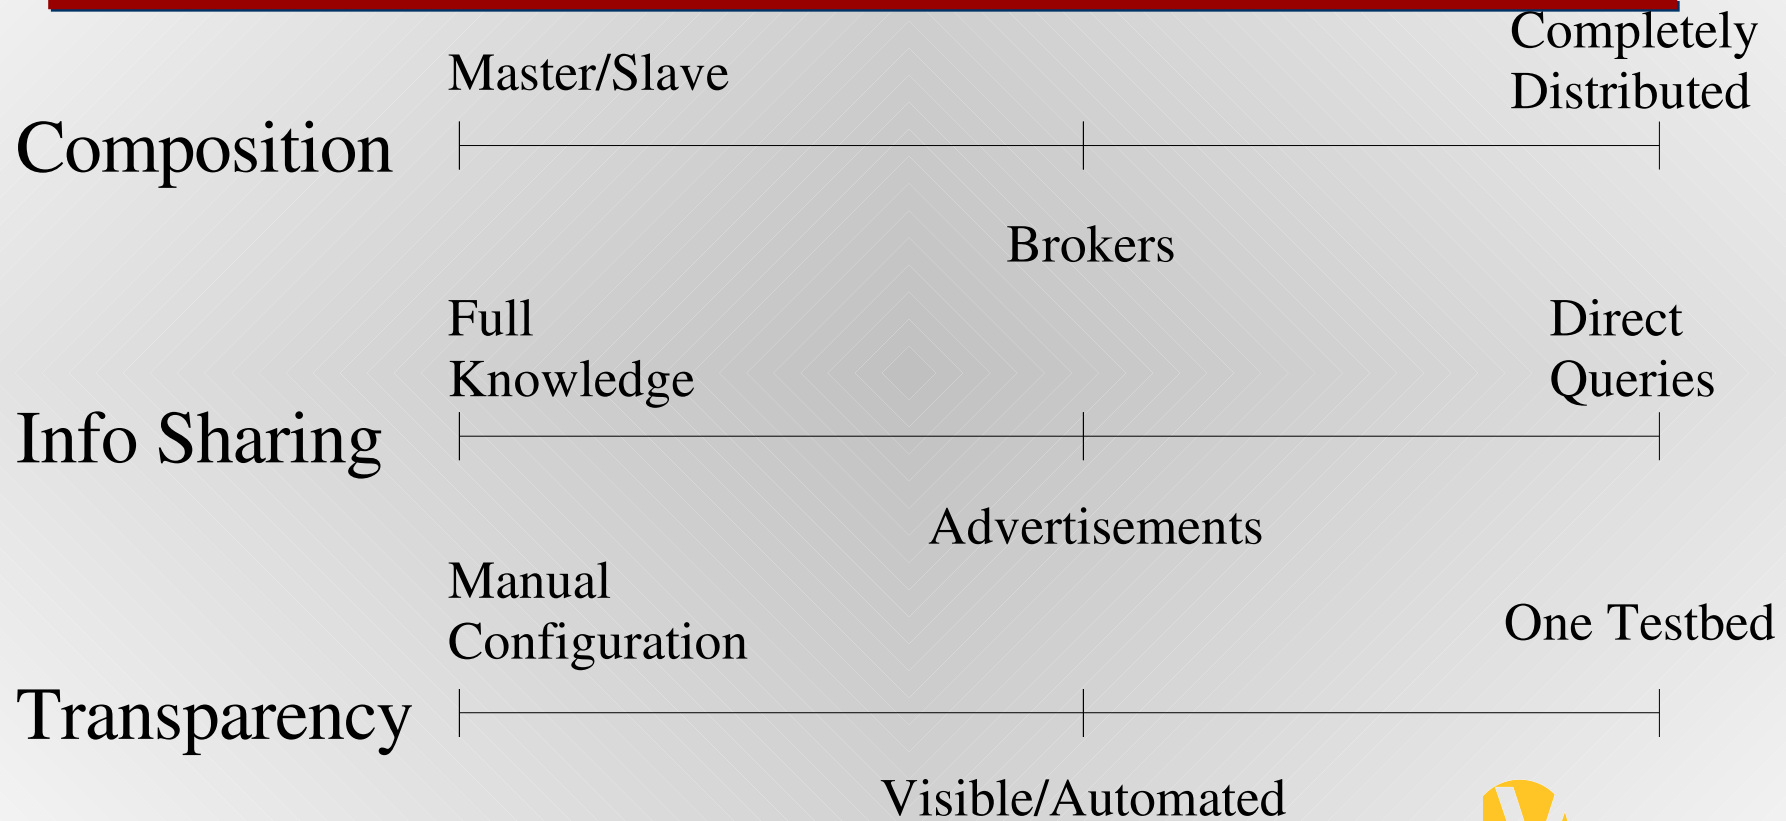 Completely
Distributed
Master/Slave
Composition
Brokers
Full
Knowledge
Direct
Queries
Info Sharing
Advertisements
Manual
Configuration
One Testbed
Transparency
Visible/Automated